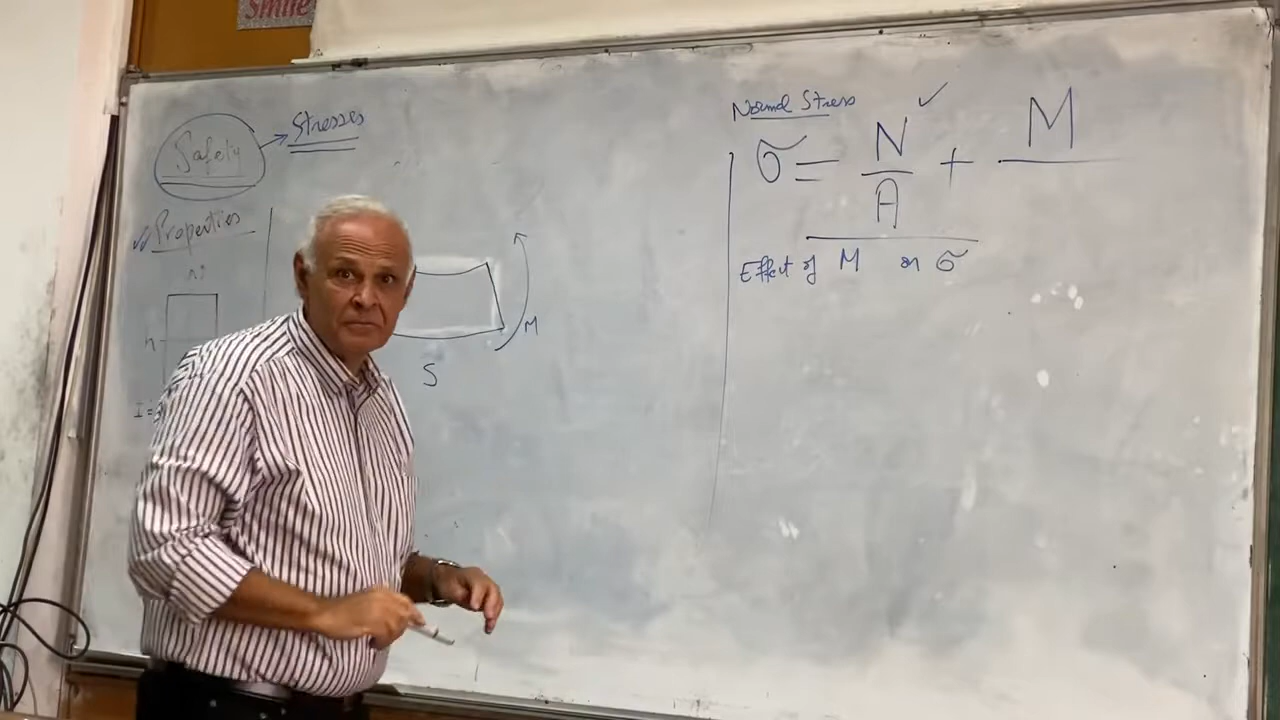 Smile
Safety
Stresses
Properties
h
I =
M
S
Normal Stress
σ = N/A + M
Effect of M on σ